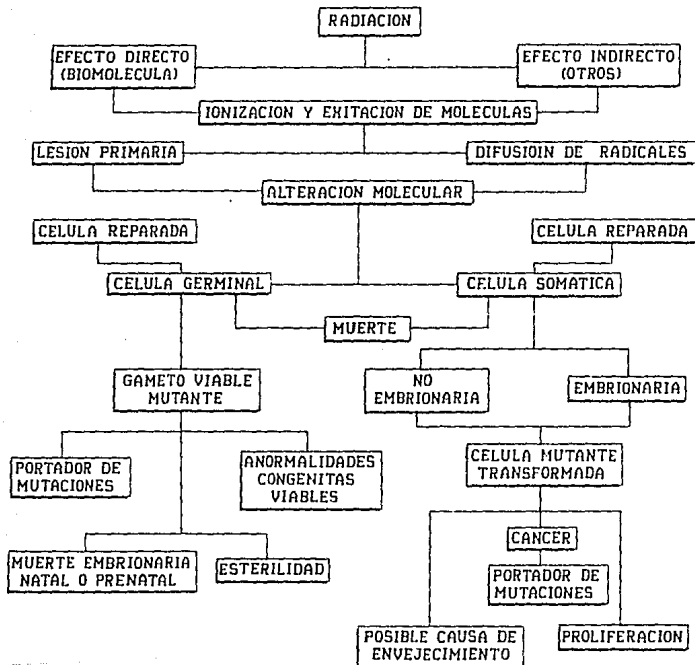 RADIACION
EFECTO DIRECTO
(BIOMOLECULA)
EFECTO INDIRECTO
(OTROS)
IONIZACION Y EXITACION DE MOLECULAS
LESION PRIMARIA
DIFUSIOIN DE RADICALES
ALTERACION MOLECULAR
CELULA REPARADA
CELULA REPARADA
CELULA GERMINAL
CELULA SOMATICA
MUERTE
GAMETO VIABLE
MUTANTE
NO
EMBRIONARIA
EMBRIONARIA
PORTADOR DE
MUTACIONES
ANORMALIDADES
CONGENITAS
VIABLES
CELULA MUTANTE
TRANSFORMADA
MUERTE EMBRIONARIA
NATAL O PRENATAL
ESTERILIDAD
CANCER
PORTADOR DE
MUTACIONES
POSIBLE CAUSA DE
ENVEJECIMIENTO
PROLIFERACION